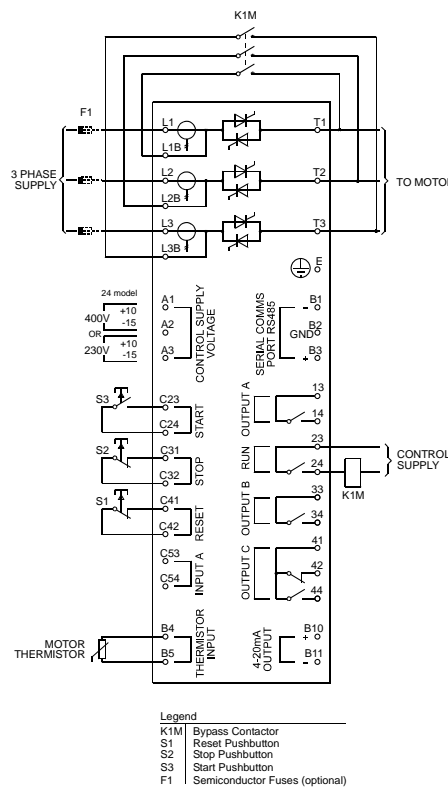 K1M
F1
L1
T1
L1B
#
3 PHASE
SUPPLY
L2
T2
TO MOTOR
L2B
#
L3
T3
L3B
#
E
24 model
400V
+10
-15
OR
230V
+10
-15
A1
A2
A3
CONTROL SUPPLY
VOLTAGE
SERIAL COMMS
PORT RS485
- B1
GND B2
+ B3
S3
C23
C24
START
OUTPUT A
13
14
S2
C31
C32
STOP
RUN
23
24
CONTROL
SUPPLY
K1M
S1
C41
C42
RESET
OUTPUT B
33
34
C53
C54
INPUT A
OUTPUT C
41
42
44
MOTOR
THERMISTOR
B4
B5
THERMISTOR
INPUT
4-20mA
OUTPUT
+ B10
- B11
Legend
K1M Bypass Contactor
S1 Reset Pushbutton
S2 Stop Pushbutton
S3 Start Pushbutton
F1 Semiconductor Fuses (optional)